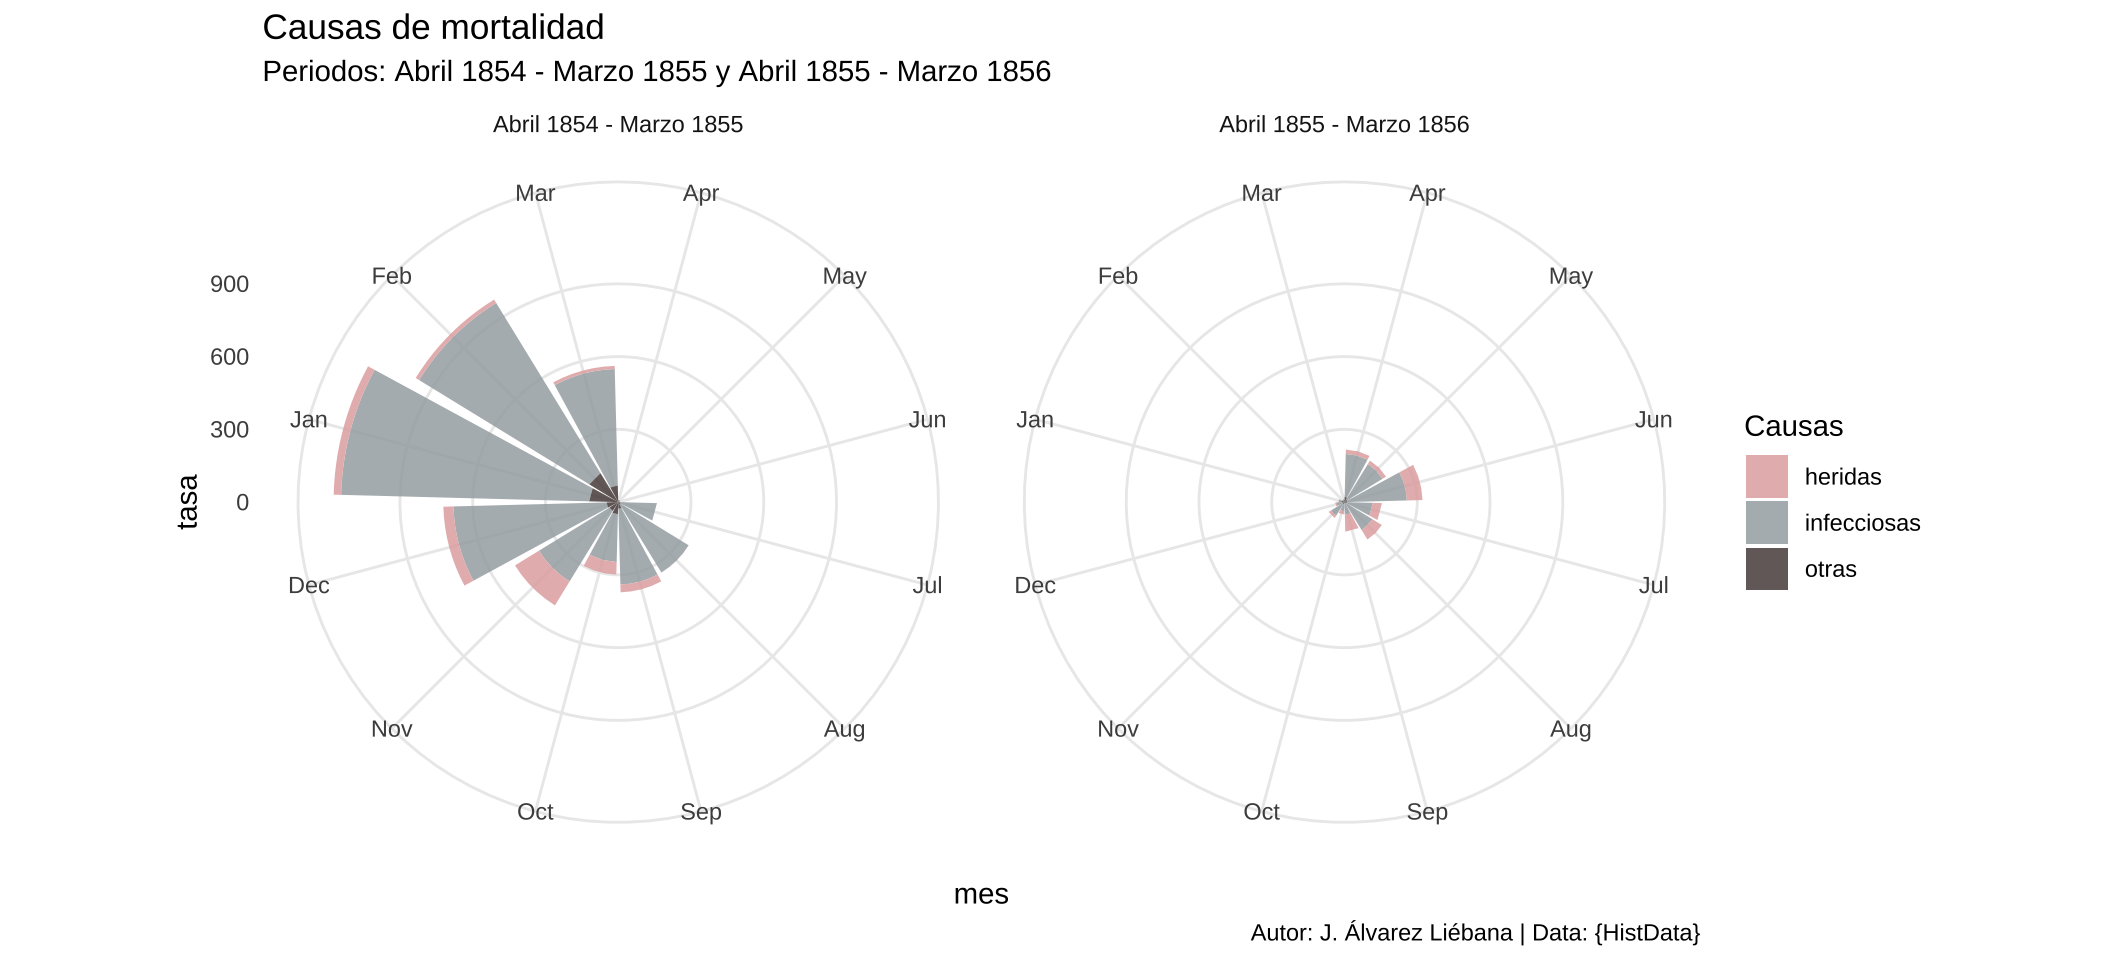 Causas de mortalidad
Periodos: Abril 1854 - Marzo 1855 y Abril 1855 - Marzo 1856
Abril 1854 - Marzo 1855
Abril 1855 - Marzo 1856
Mar
Apr
Mar
Apr
Feb
May
Feb
May
900
600
Jan
Jun
Jan
Jun
300
0
tasa
Dec
Jul
Dec
Jul
Nov
Aug
Nov
Aug
Oct
Sep
Oct
Sep
Causas
heridas
infecciosas
otras
mes
Autor: J. Álvarez Liébana | Data: {HistData}